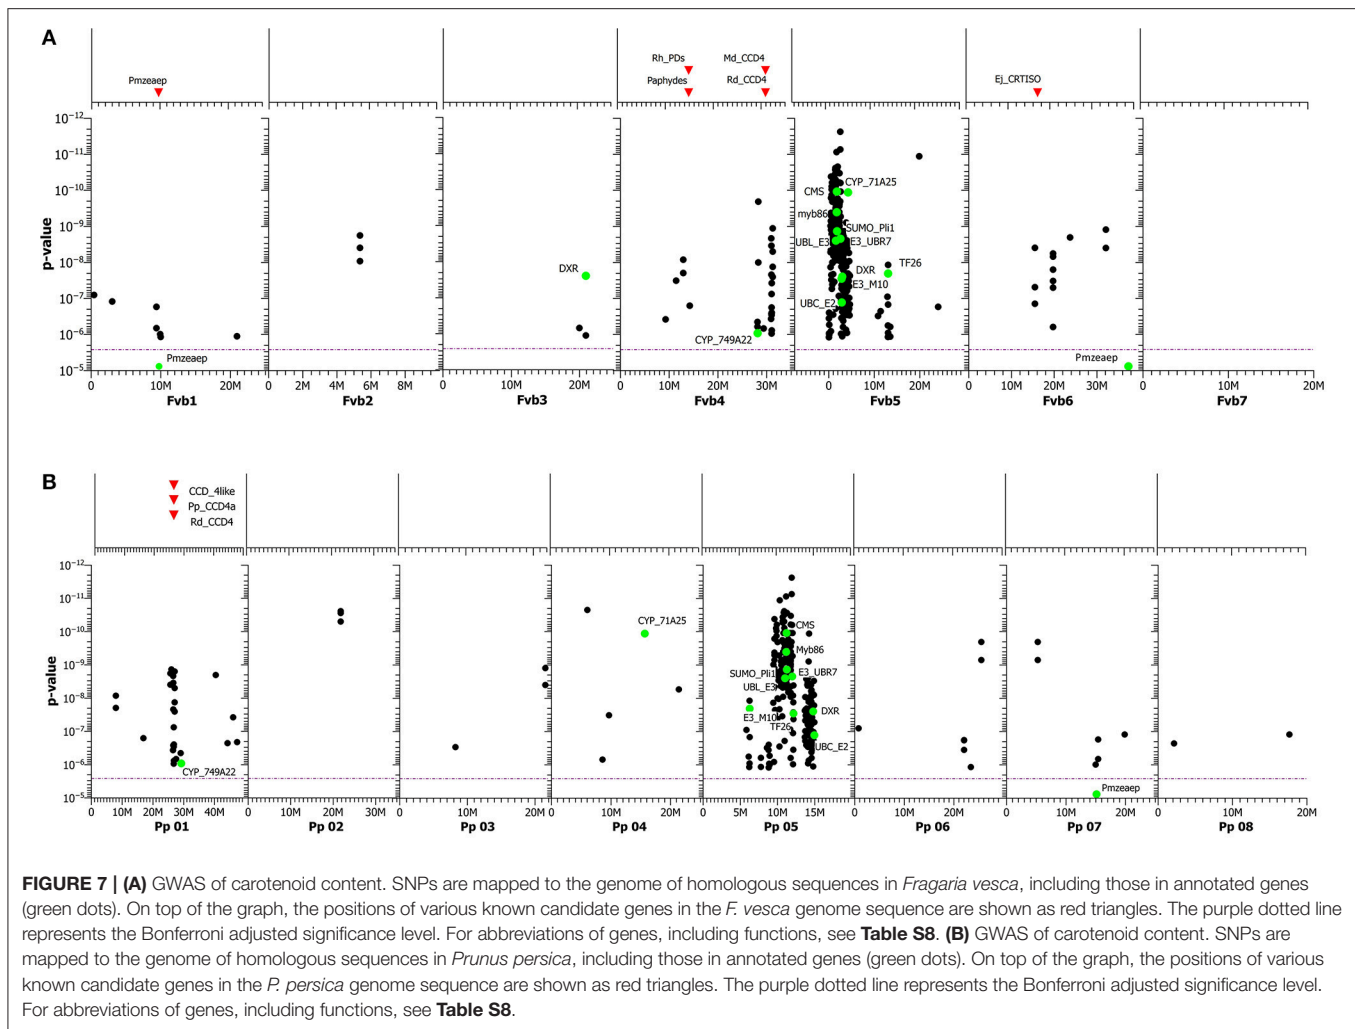 A
Pmzeaep
Rh_PDs
Md_CCD4
Paphydes
Rd_CCD4
Ej_CRTISO
p-value
10⁻¹²
10⁻¹¹
10⁻¹⁰
10⁻⁹
10⁻⁸
10⁻⁷
10⁻⁶
10⁻⁵
CYP_71A25
CMS
myb86
SUMO_Pli1
UBL_E3
E3_UBR7
TF26
DXR
DXR
E3_M10
UBC_E2
CYP_749A22
Pmzeaep
Pmzeaep
0 10M 20M
0 2M 4M 6M 8M
0 10M 20M
0 10M 20M 30M
0 10M 20M
0 10M 20M 30M
20M
Fvb1 Fvb2 Fvb3 Fvb4 Fvb5 Fvb6 Fvb7
B
CCD_4like
Pp_CCD4a
Rd_CCD4
p-value
10⁻¹²
10⁻¹¹
10⁻¹⁰
10⁻⁹
10⁻⁸
10⁻⁷
10⁻⁶
10⁻⁵
CYP_71A25
CMS
Myb86
SUMO_Pli1
E3_UBR7
UBL_E3
E3_M10
DXR
TF26
UBC_E2
CYP_749A22
Pmzeaep
0 10M 20M 30M 40M
0 10M 20M 30M
0 10M 20M
0 10M 20M
5M 10M 15M
0 10M 20M
0 10M 20M
0 10M 20M
Pp 01 Pp 02 Pp 03 Pp 04 Pp 05 Pp 06 Pp 07 Pp 08
FIGURE 7 | (A) GWAS of carotenoid content. SNPs are mapped to the genome of homologous sequences in Fragaria vesca, including those in annotated genes
(green dots). On top of the graph, the positions of various known candidate genes in the F. vesca genome sequence are shown as red triangles. The purple dotted line
represents the Bonferroni adjusted significance level. For abbreviations of genes, including functions, see Table S8. (B) GWAS of carotenoid content. SNPs are
mapped to the genome of homologous sequences in Prunus persica, including those in annotated genes (green dots). On top of the graph, the positions of various
known candidate genes in the P. persica genome sequence are shown as red triangles. The purple dotted line represents the Bonferroni adjusted significance level.
For abbreviations of genes, including functions, see Table S8.